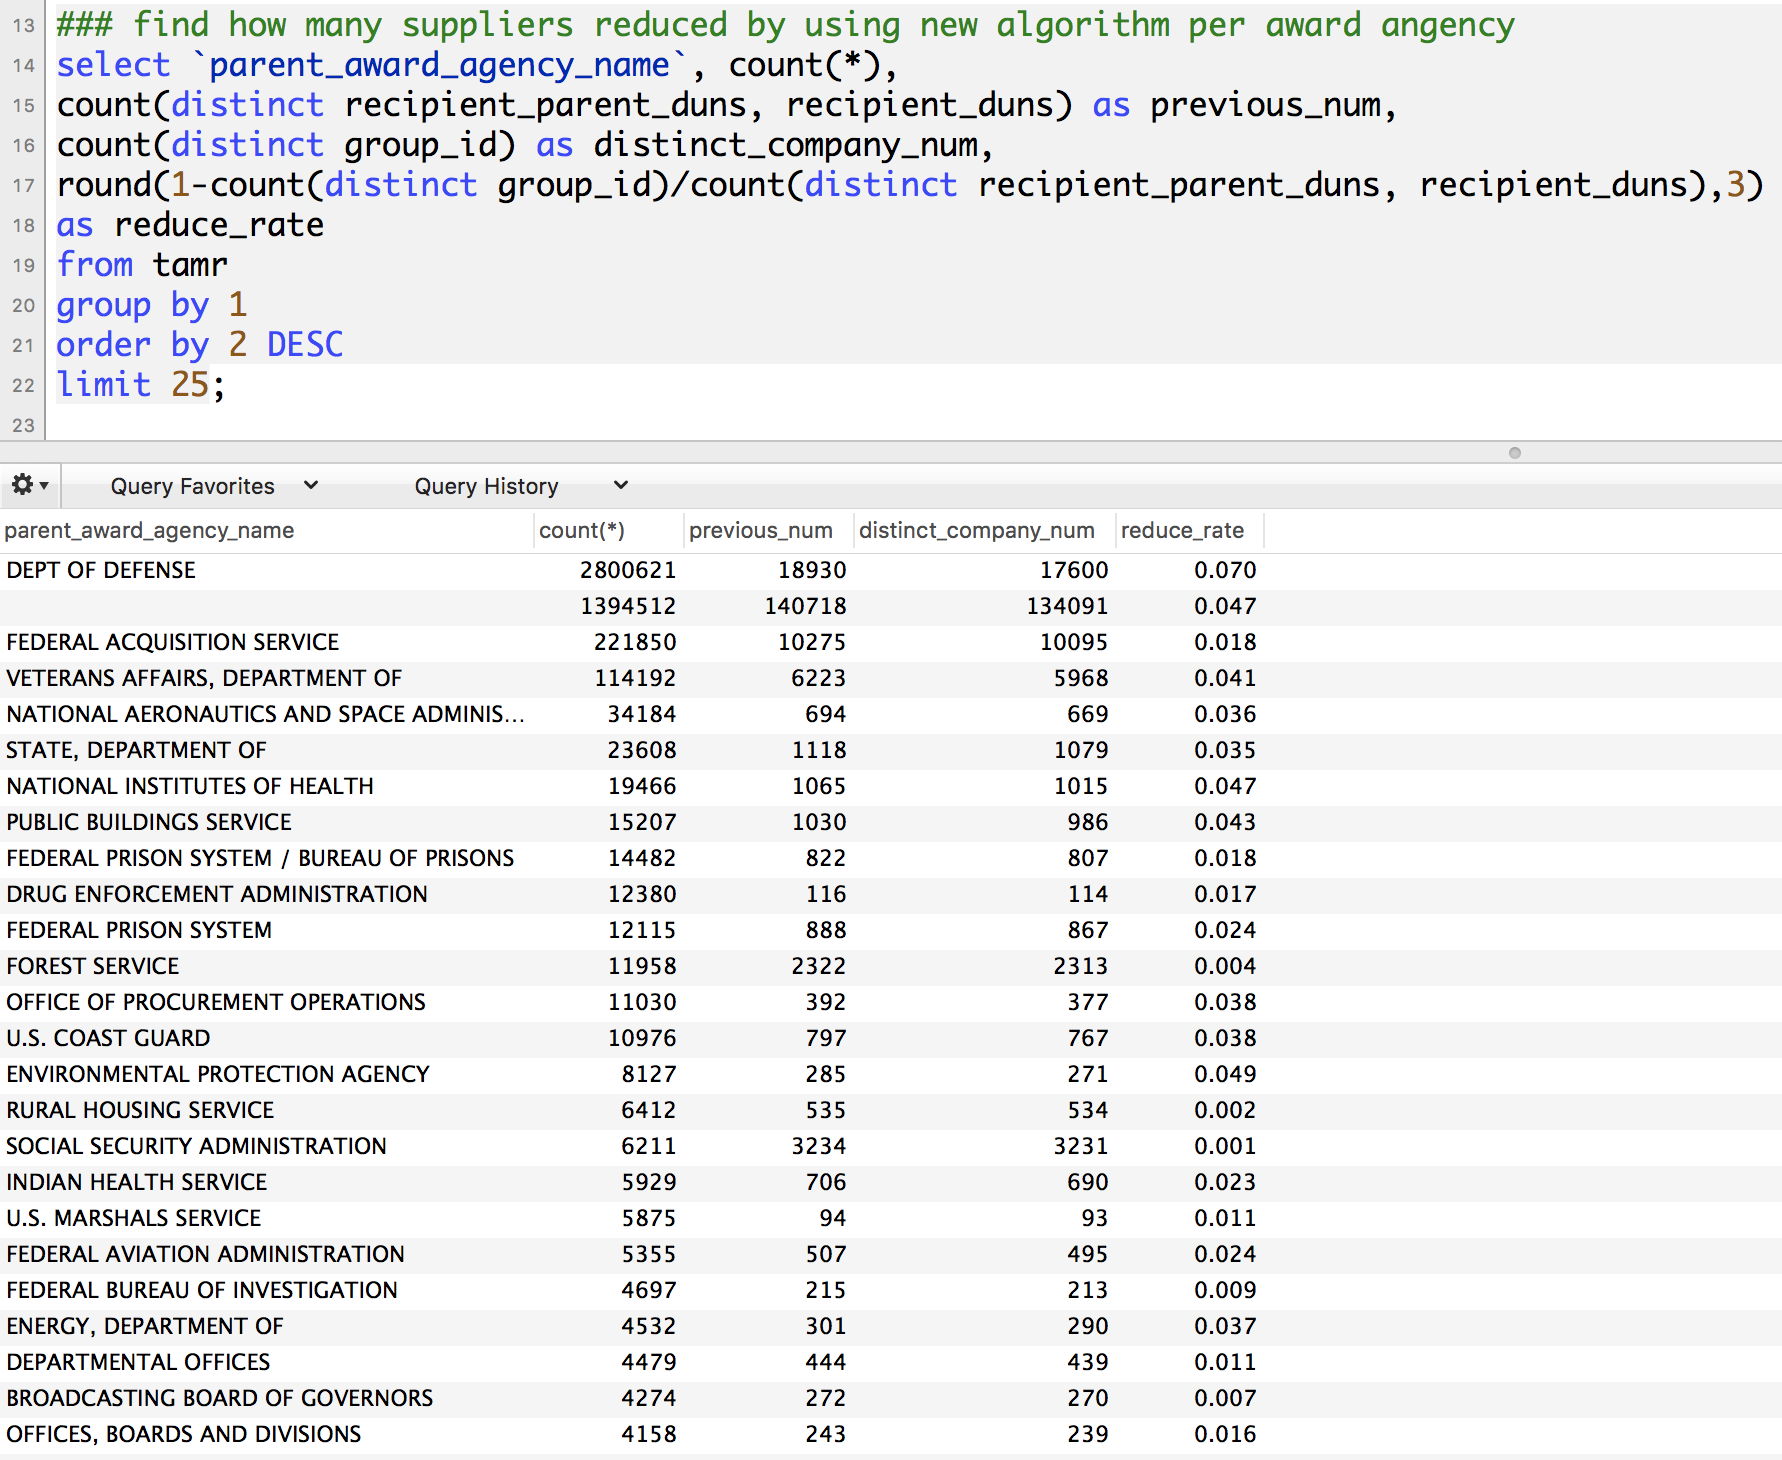 13 ### find how many suppliers reduced by using new algorithm per award angency
14 select `parent_award_agency_name`, count(*),
15 count(distinct recipient_parent_duns, recipient_duns) as previous_num,
16 count(distinct group_id) as distinct_company_num,
17 round(1-count(distinct group_id)/count(distinct recipient_parent_duns, recipient_duns),3)
18 as reduce_rate
19 from tamr
20 group by 1
21 order by 2 DESC
22 limit 25;
23
Query Favorites Query History
parent_award_agency_name count(*) previous_num distinct_company_num reduce_rate
DEPT OF DEFENSE 2800621 18930 17600 0.070
1394512 140718 134091 0.047
FEDERAL ACQUISITION SERVICE 221850 10275 10095 0.018
VETERANS AFFAIRS, DEPARTMENT OF 114192 6223 5968 0.041
NATIONAL AERONAUTICS AND SPACE ADMINIS... 34184 694 669 0.036
STATE, DEPARTMENT OF 23608 1118 1079 0.035
NATIONAL INSTITUTES OF HEALTH 19466 1065 1015 0.047
PUBLIC BUILDINGS SERVICE 15207 1030 986 0.043
FEDERAL PRISON SYSTEM / BUREAU OF PRISONS 14482 822 807 0.018
DRUG ENFORCEMENT ADMINISTRATION 12380 116 114 0.017
FEDERAL PRISON SYSTEM 12115 888 867 0.024
FOREST SERVICE 11958 2322 2313 0.004
OFFICE OF PROCUREMENT OPERATIONS 11030 392 377 0.038
U.S. COAST GUARD 10976 797 767 0.038
ENVIRONMENTAL PROTECTION AGENCY 8127 285 271 0.049
RURAL HOUSING SERVICE 6412 535 534 0.002
SOCIAL SECURITY ADMINISTRATION 6211 3234 3231 0.001
INDIAN HEALTH SERVICE 5929 706 690 0.023
U.S. MARSHALS SERVICE 5875 94 93 0.011
FEDERAL AVIATION ADMINISTRATION 5355 507 495 0.024
FEDERAL BUREAU OF INVESTIGATION 4697 215 213 0.009
ENERGY, DEPARTMENT OF 4532 301 290 0.037
DEPARTMENTAL OFFICES 4479 444 439 0.011
BROADCASTING BOARD OF GOVERNORS 4274 272 270 0.007
OFFICES, BOARDS AND DIVISIONS 4158 243 239 0.016